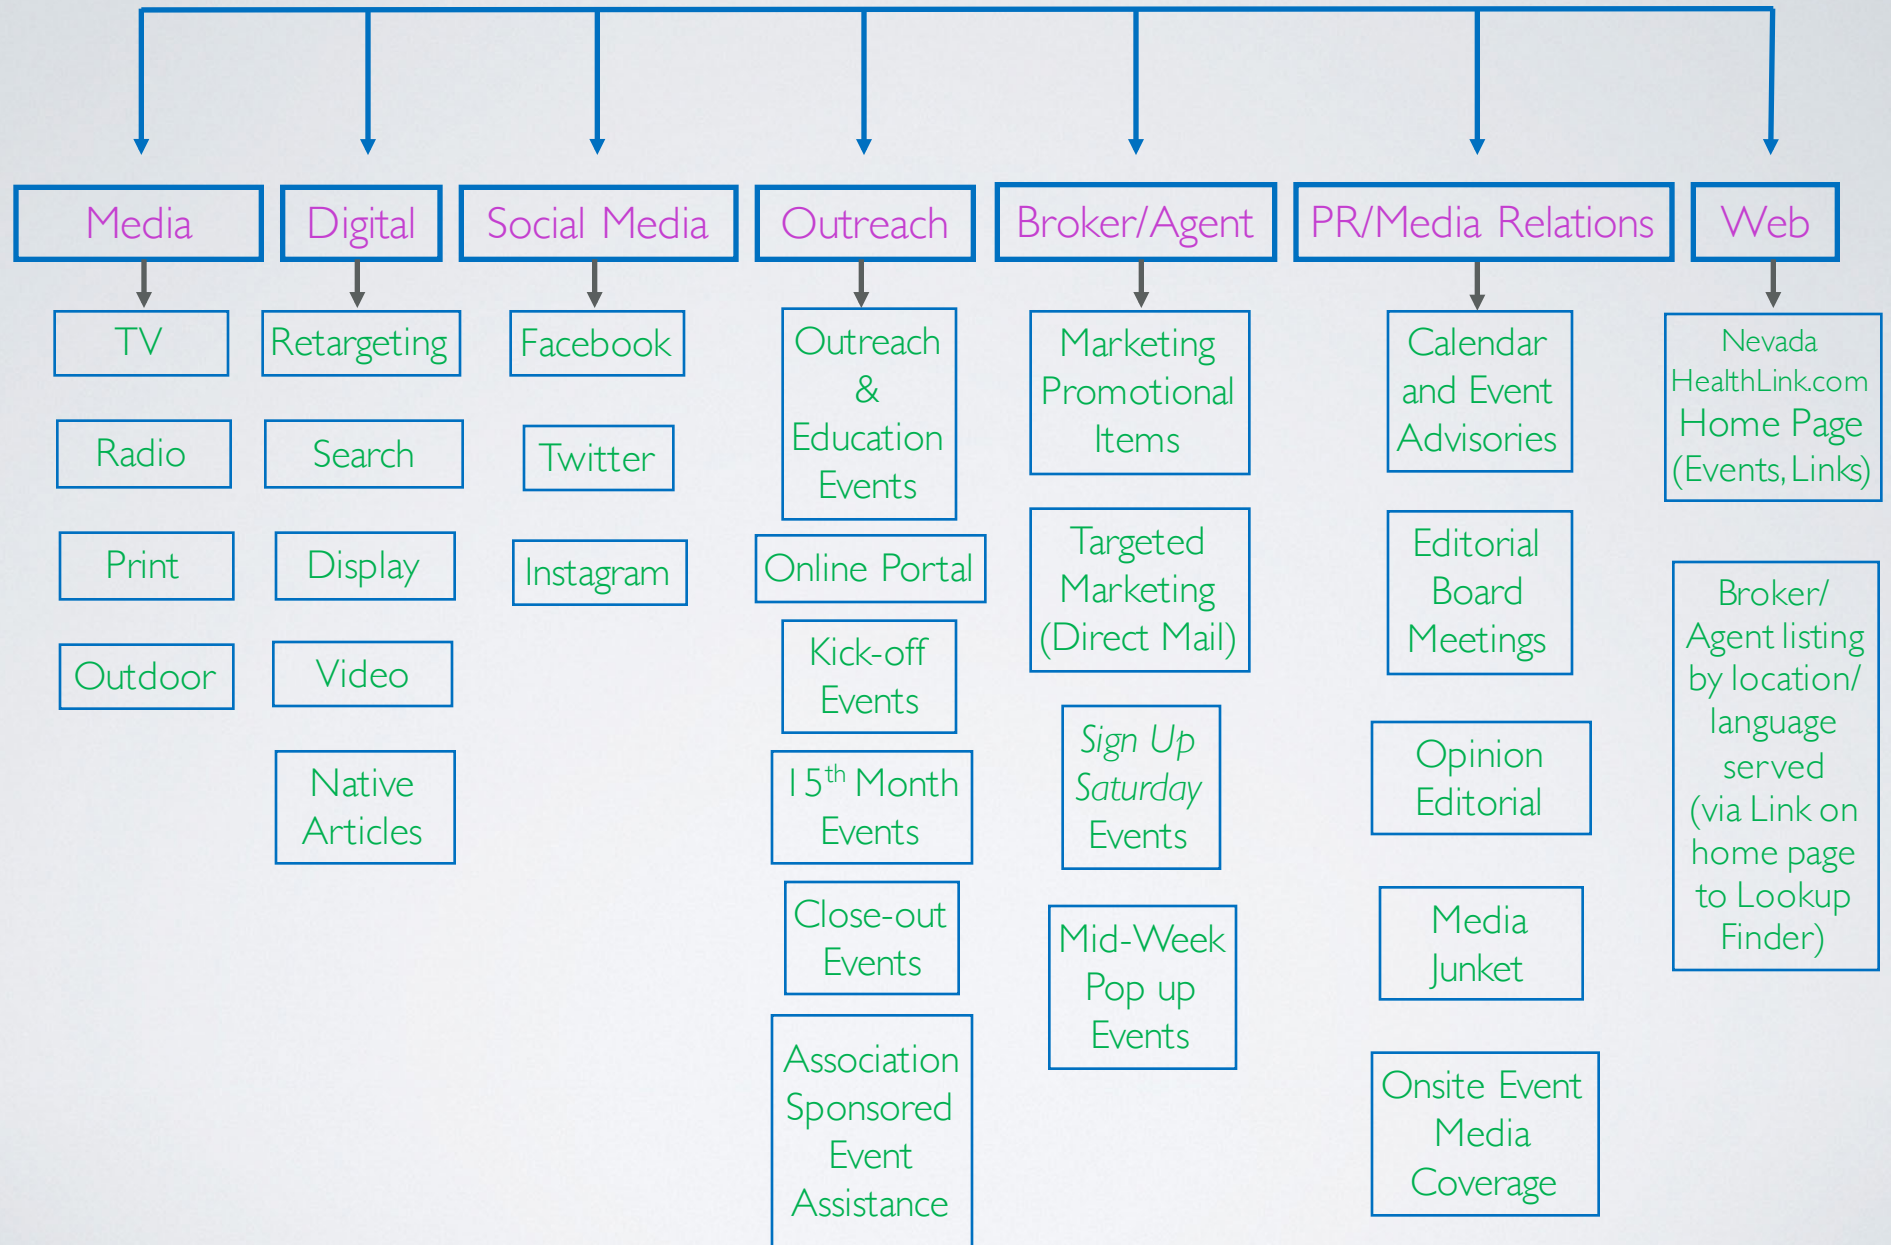 Media
TV
Radio
Print
Outdoor
Digital
Retargeting
Search
Display
Video
Native
Articles
Social Media
Facebook
Twitter
Instagram
Outreach
Outreach
&
Education
Events
Online Portal
Kick-off
Events
15th Month
Events
Close-out
Events
Association
Sponsored
Event
Assistance
Broker/Agent
Marketing
Promotional
Items
Targeted
Marketing
(Direct Mail)
Sign Up
Saturday
Events
Mid-Week
Pop up
Events
PR/Media Relations
Calendar
and Event
Advisories
Editorial
Board
Meetings
Opinion
Editorial
Media
Junket
Onsite Event
Media
Coverage
Web
Nevada
HealthLink.com
Home Page
(Events, Links)
Broker/
Agent listing
by location/
language
served
(via Link on
home page
to Lookup
Finder)